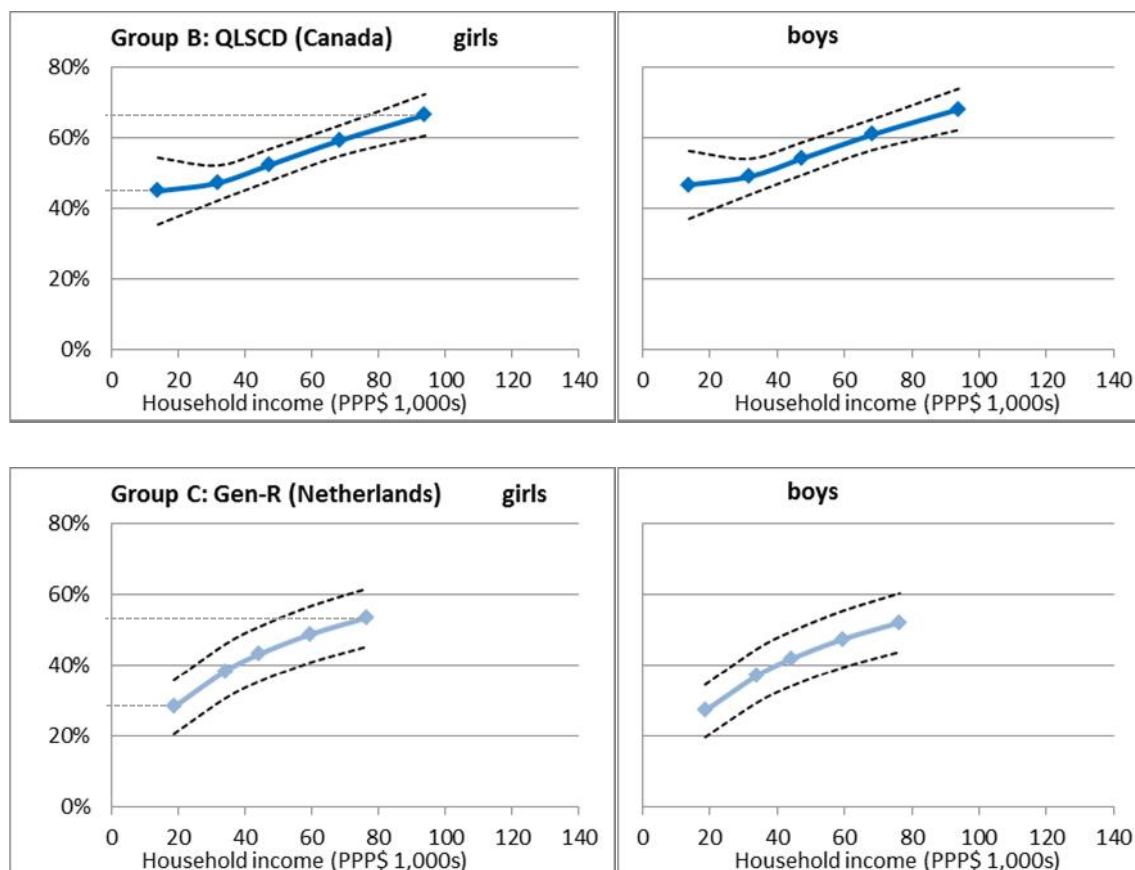 Group B: QLSCD (Canada) girls
boys
80%
60%
40%
20%
0%
0 20 40 60 80 100 120 140
Household income (PPP$ 1,000s)
0 20 40 60 80 100 120 140
Household income (PPP$ 1,000s)
Group C: Gen-R (Netherlands) girls
boys
80%
60%
40%
20%
0%
0 20 40 60 80 100 120 140
Household income (PPP$ 1,000s)
0 20 40 60 80 100 120 140
Household income (PPP$ 1,000s)